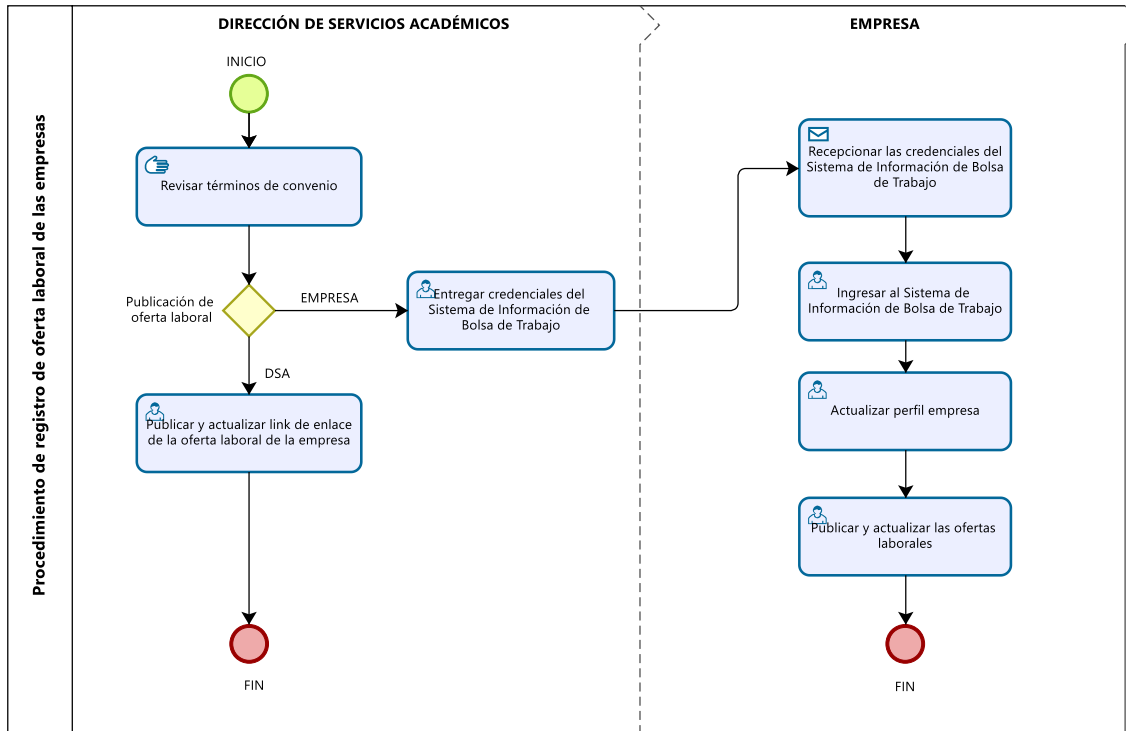 Procedimiento de registro de oferta laboral de las empresas
DIRECCIÓN DE SERVICIOS ACADÉMICOS
EMPRESA
INICIO
Revisar términos de convenio
Publicación de
oferta laboral
EMPRESA
DSA
Entregar credenciales del
Sistema de Información de
Bolsa de Trabajo
Publicar y actualizar link de enlace
de la oferta laboral de la empresa
FIN
Recepcionar las credenciales del
Sistema de Información de Bolsa
de Trabajo
Ingresar al Sistema de
Información de Bolsa de Trabajo
Actualizar perfil empresa
Publicar y actualizar las ofertas
laborales
FIN